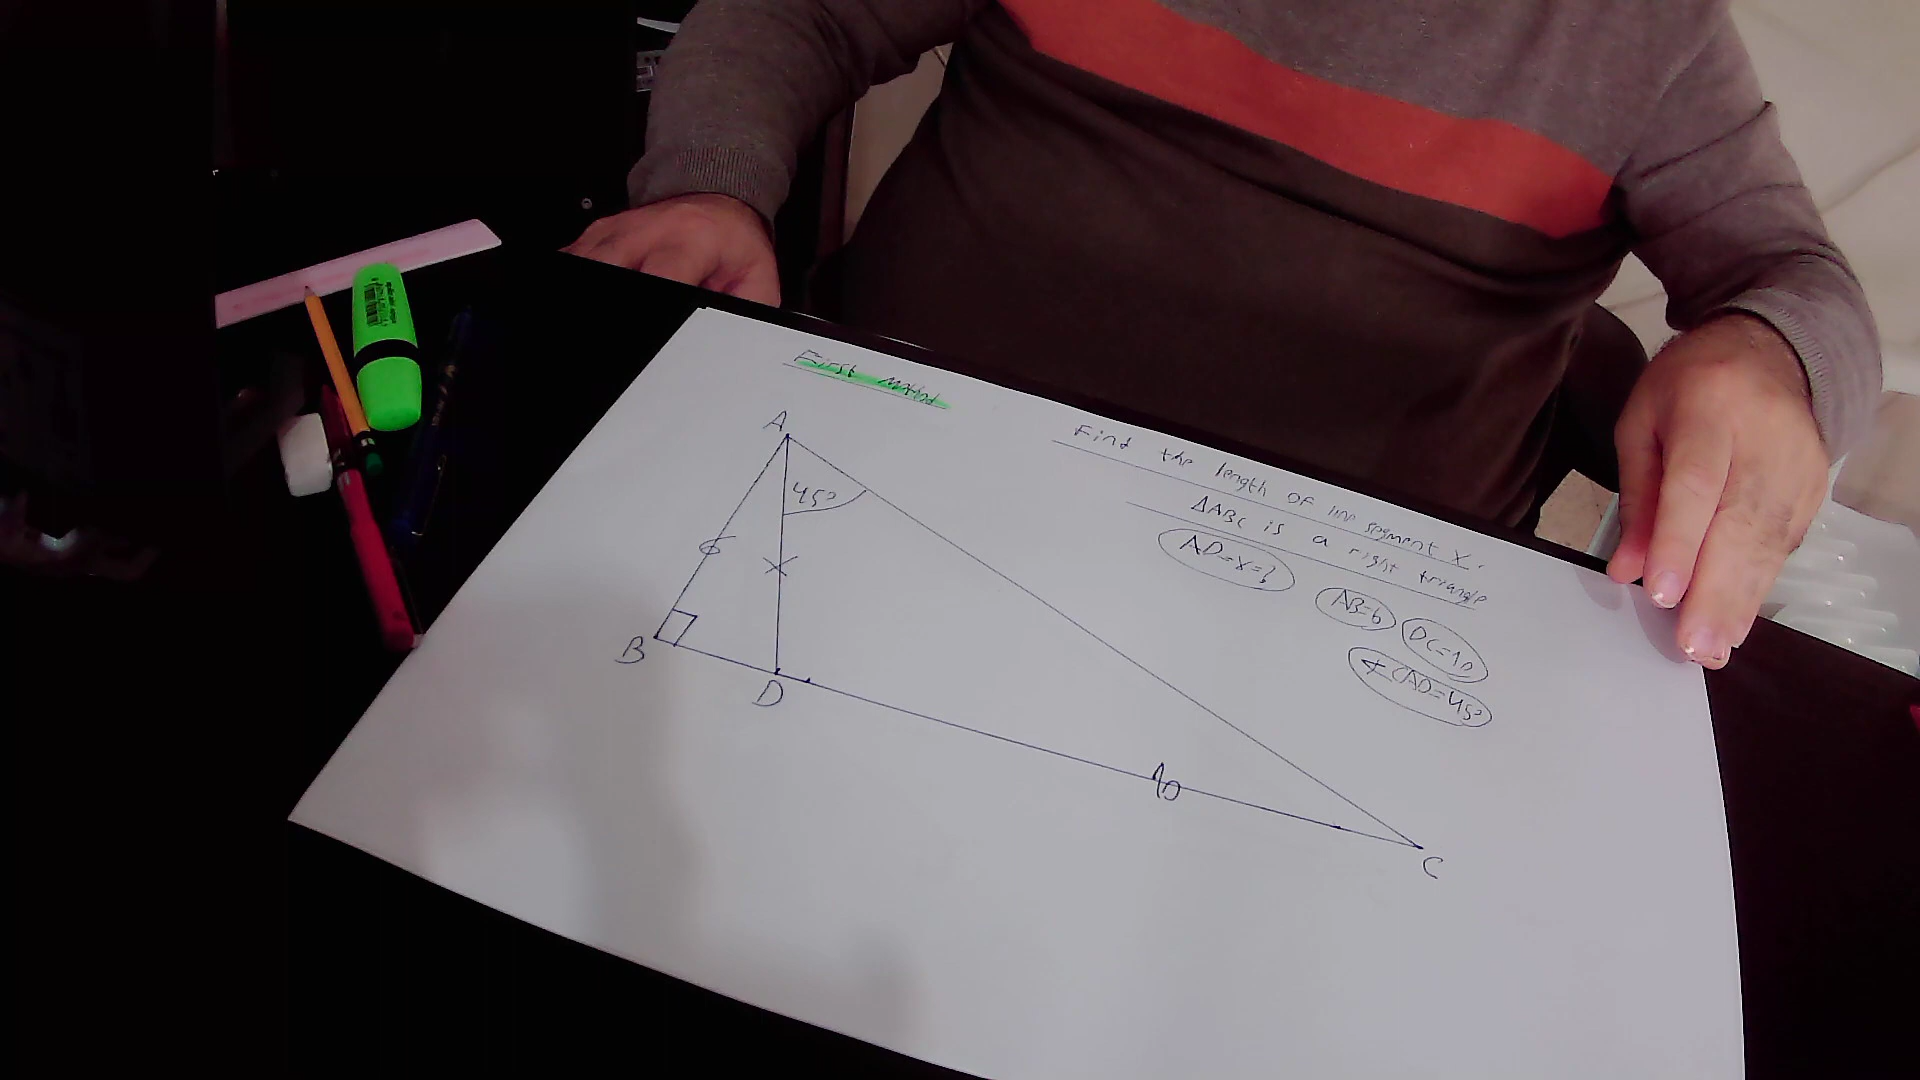 First Method
Find the length of line segment X.
ΔABC is a right triangle
AD=X=?
AB=6
DC=10
∢CAD=45°
A
45°
6
X
B
D
10
C